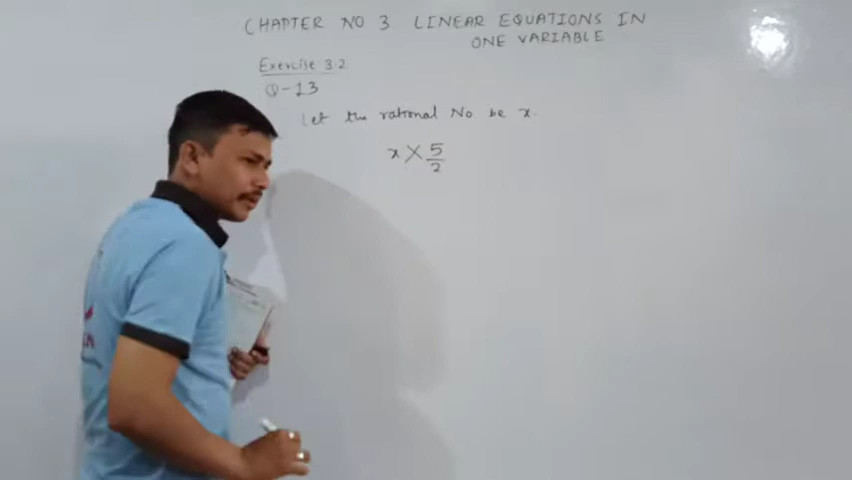 CHAPTER NO 3 LINEAR EQUATIONS IN
ONE VARIABLE
Exercise 3.2
Q-13
Let the rational No be x.
x × 5/2